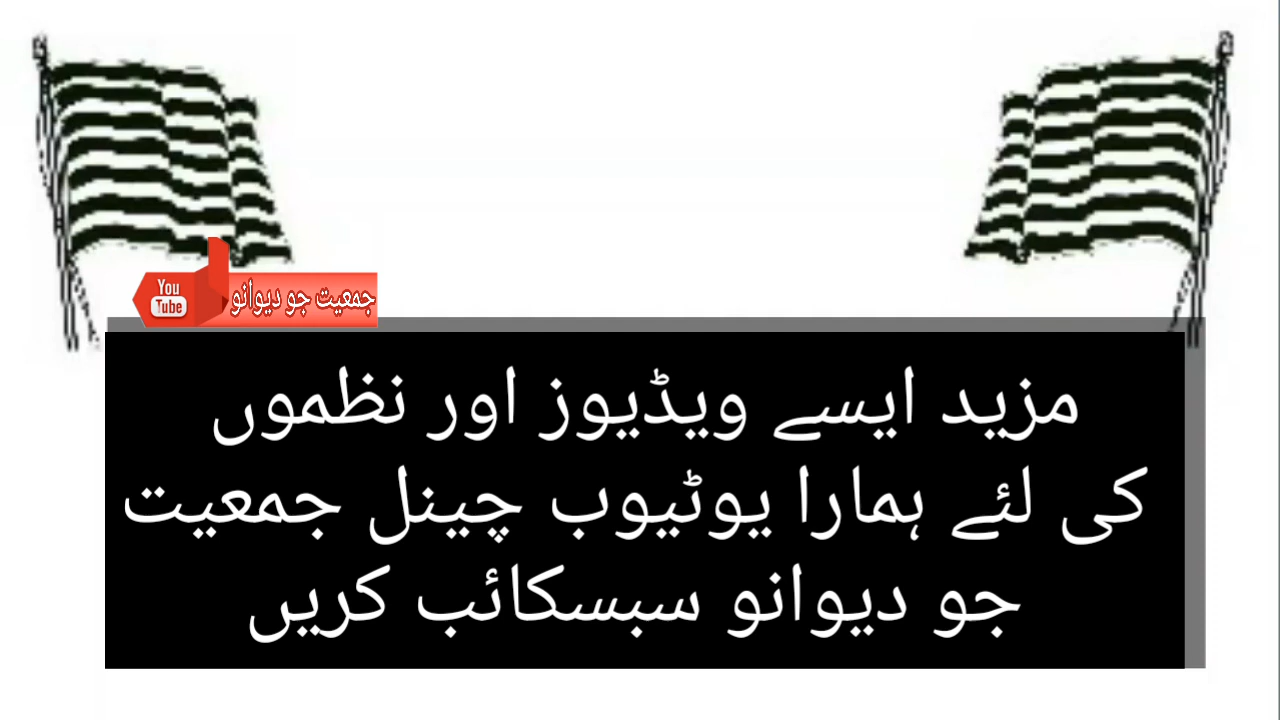 You
Tube
جمعیت جو دیوانو
مزید ایسے ویڈیوز اور نظموں
کی لئے ہمارا یوٹیوب چینل جمعیت
جو دیوانو سبسکائب کریں